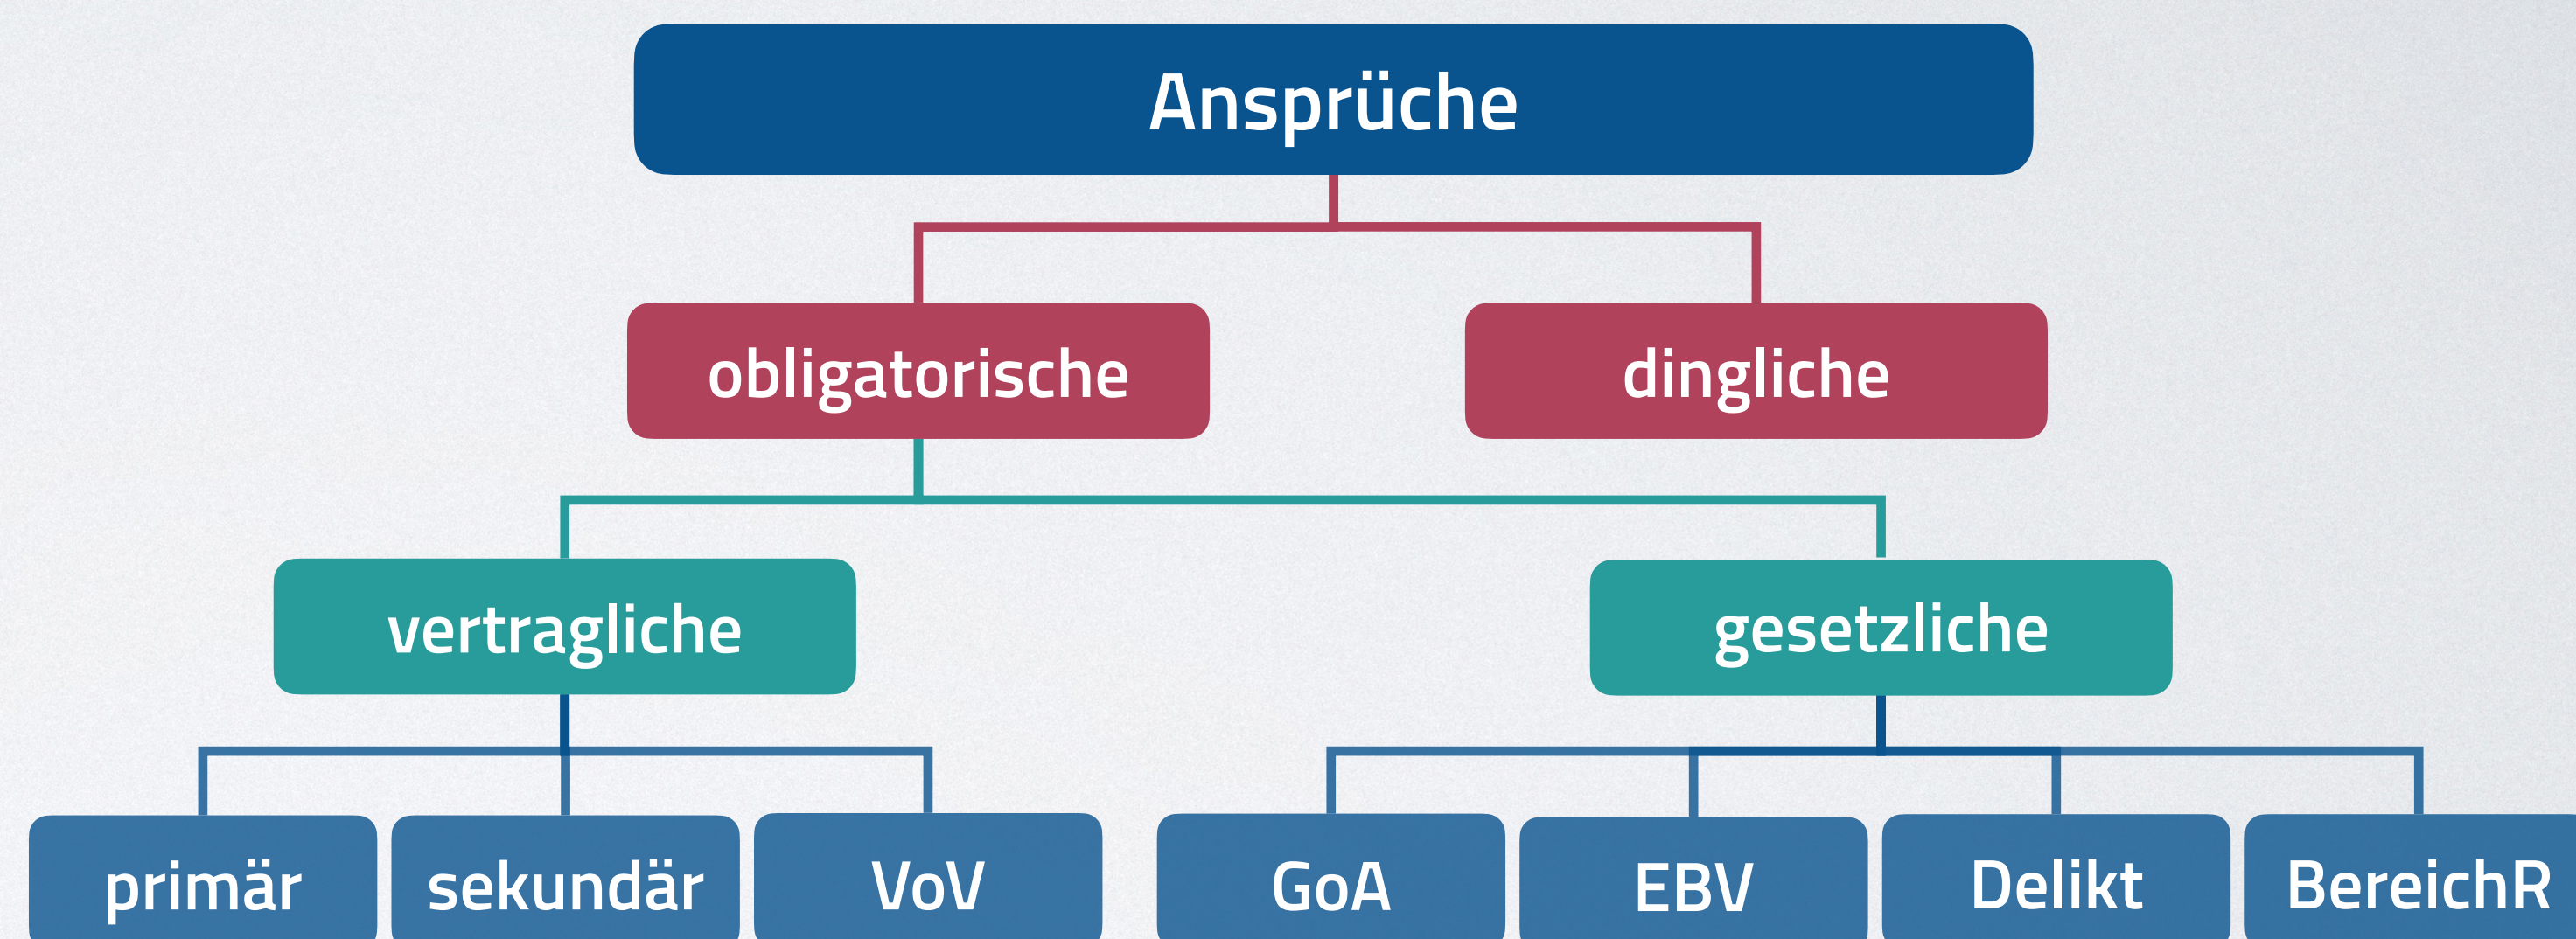 Ansprüche
obligatorische
dingliche
vertragliche
gesetzliche
primär
sekundär
VoV
GoA
EBV
Delikt
BereichR